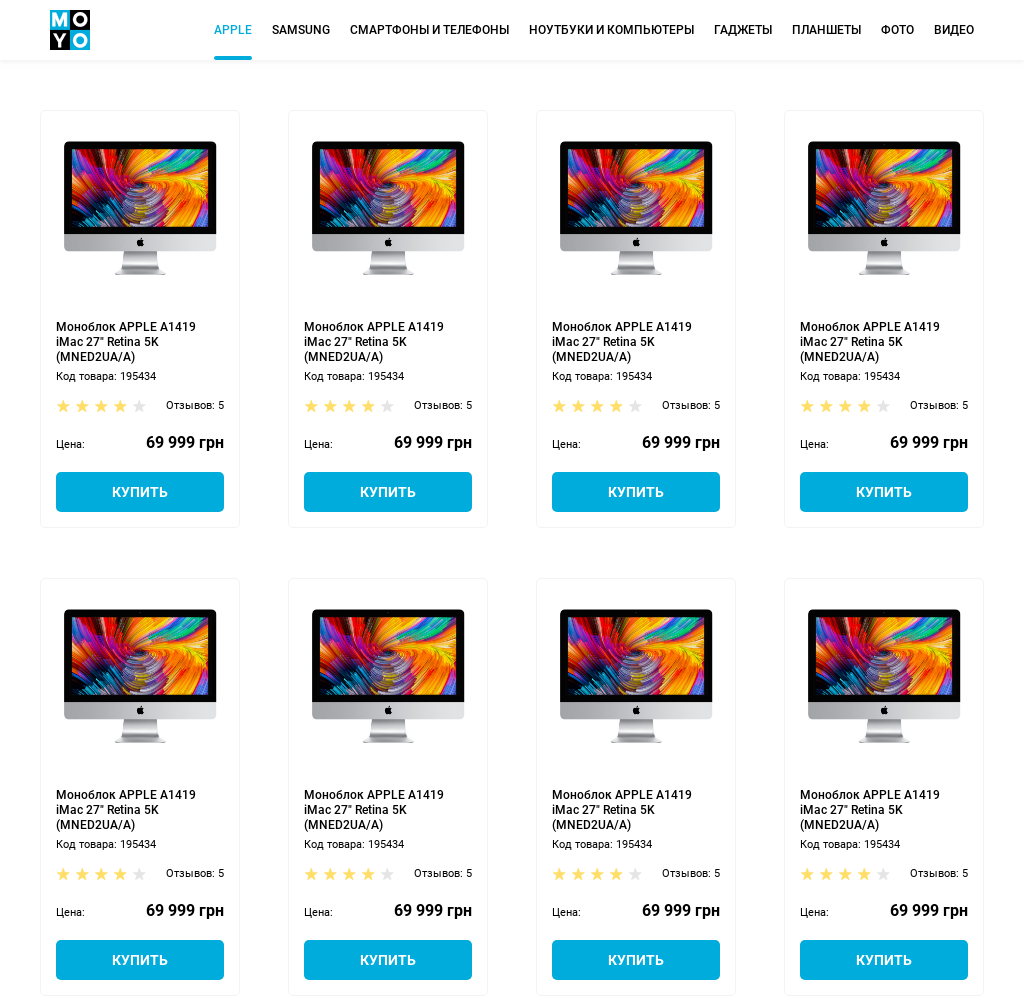 MO
YO
APPLE SAMSUNG СМАРТФОНЫ И ТЕЛЕФОНЫ НОУТБУКИ И КОМПЬЮТЕРЫ ГАДЖЕТЫ ПЛАНШЕТЫ ФОТО ВИДЕО
Моноблок APPLE A1419
iMac 27" Retina 5K
(MNED2UA/A)
Код товара: 195434
Отзывов: 5
Цена: 69 999 грн
КУПИТЬ
Моноблок APPLE A1419
iMac 27" Retina 5K
(MNED2UA/A)
Код товара: 195434
Отзывов: 5
Цена: 69 999 грн
КУПИТЬ
Моноблок APPLE A1419
iMac 27" Retina 5K
(MNED2UA/A)
Код товара: 195434
Отзывов: 5
Цена: 69 999 грн
КУПИТЬ
Моноблок APPLE A1419
iMac 27" Retina 5K
(MNED2UA/A)
Код товара: 195434
Отзывов: 5
Цена: 69 999 грн
КУПИТЬ
Моноблок APPLE A1419
iMac 27" Retina 5K
(MNED2UA/A)
Код товара: 195434
Отзывов: 5
Цена: 69 999 грн
КУПИТЬ
Моноблок APPLE A1419
iMac 27" Retina 5K
(MNED2UA/A)
Код товара: 195434
Отзывов: 5
Цена: 69 999 грн
КУПИТЬ
Моноблок APPLE A1419
iMac 27" Retina 5K
(MNED2UA/A)
Код товара: 195434
Отзывов: 5
Цена: 69 999 грн
КУПИТЬ
Моноблок APPLE A1419
iMac 27" Retina 5K
(MNED2UA/A)
Код товара: 195434
Отзывов: 5
Цена: 69 999 грн
КУПИТЬ